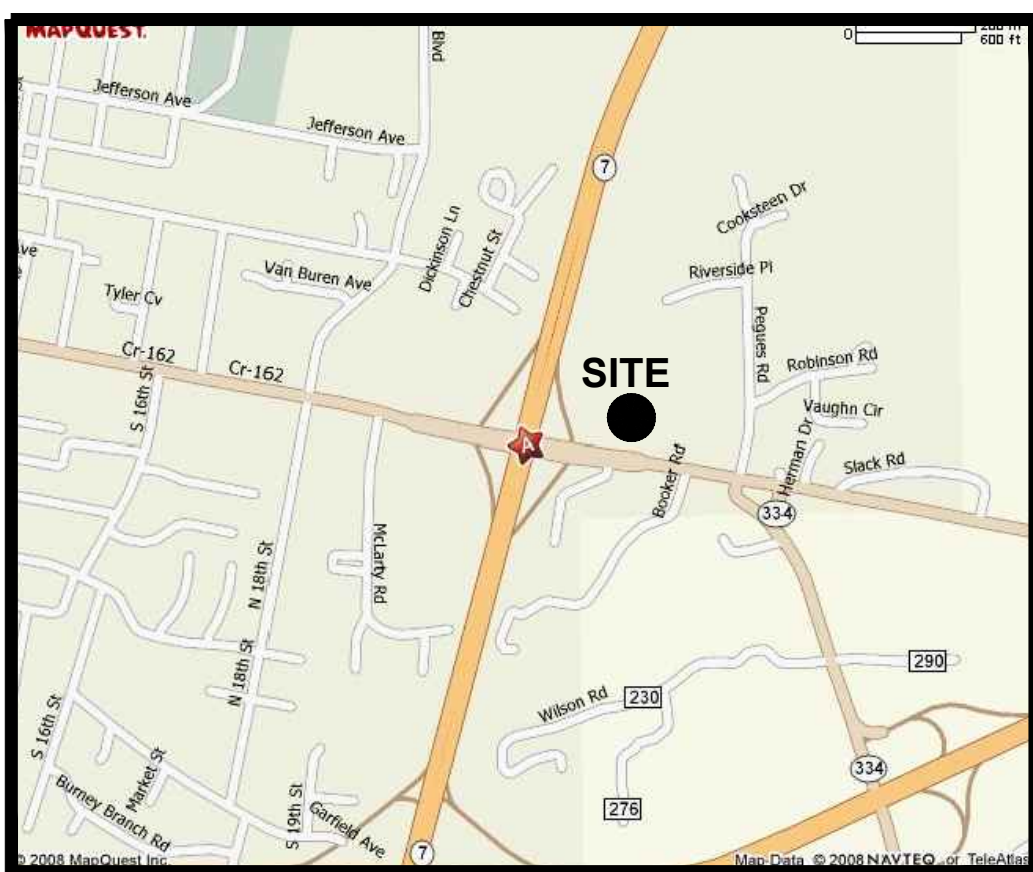 MAPQUEST.
0
200 m
600 ft
Blvd
Jefferson Ave
Jefferson Ave
7
Cooksteen Dr
Dickinson Ln
Chestnut St
ve
Van Buren Ave
Riverside Pl
Tyler Cv
Pegues Rd
Cr-162
Cr-162
SITE
Robinson Rd
S 16th St
Vaughn Cir
A
Herman Dr
Slack Rd
Booker Rd
334
McLarty Rd
N 18th St
N 18th St
290
Wilson Rd
230
S 16th St
Market St
334
276
S 19th St
Garfield Ave
Burney Branch Rd
7
© 2008 MapQuest Inc.
Map Data © 2008 NAVTEQ or TeleAtlas